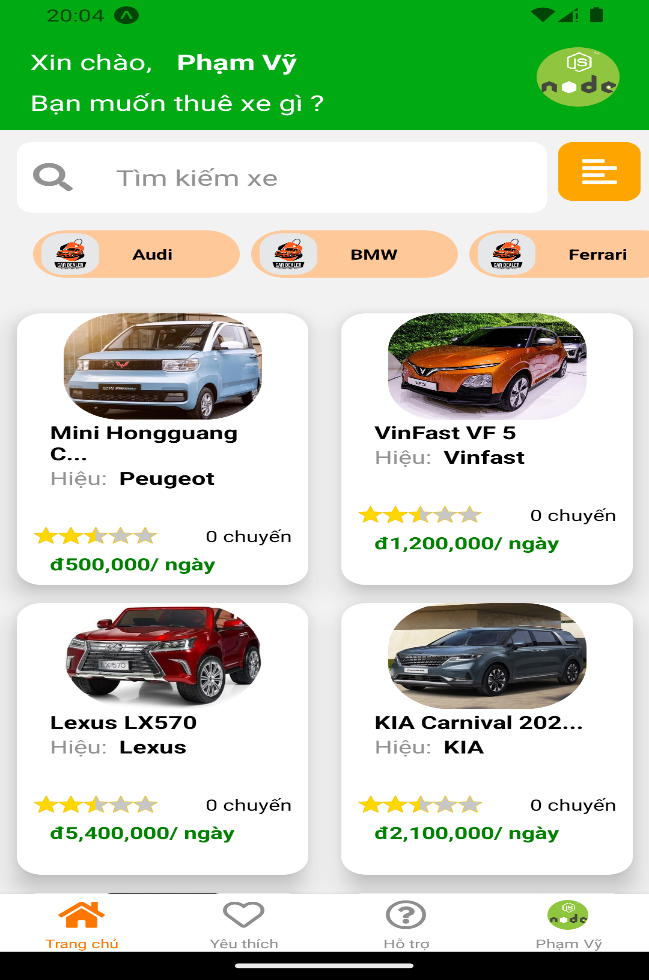 20:04
Xin chào, Phạm Vỹ
Bạn muốn thuê xe gì ?
JS
node
Tìm kiếm xe
Audi
BMW
Ferrari
Mini Hongguang
C...
Hiệu: Peugeot
0 chuyến
đ500,000/ ngày
VinFast VF 5
Hiệu: Vinfast
0 chuyến
đ1,200,000/ ngày
LX570
Lexus LX570
Hiệu: Lexus
0 chuyến
đ5,400,000/ ngày
KIA Carnival 202...
Hiệu: KIA
0 chuyến
đ2,100,000/ ngày
Trang chủ
Yêu thích
Hỗ trợ
Phạm Vỹ